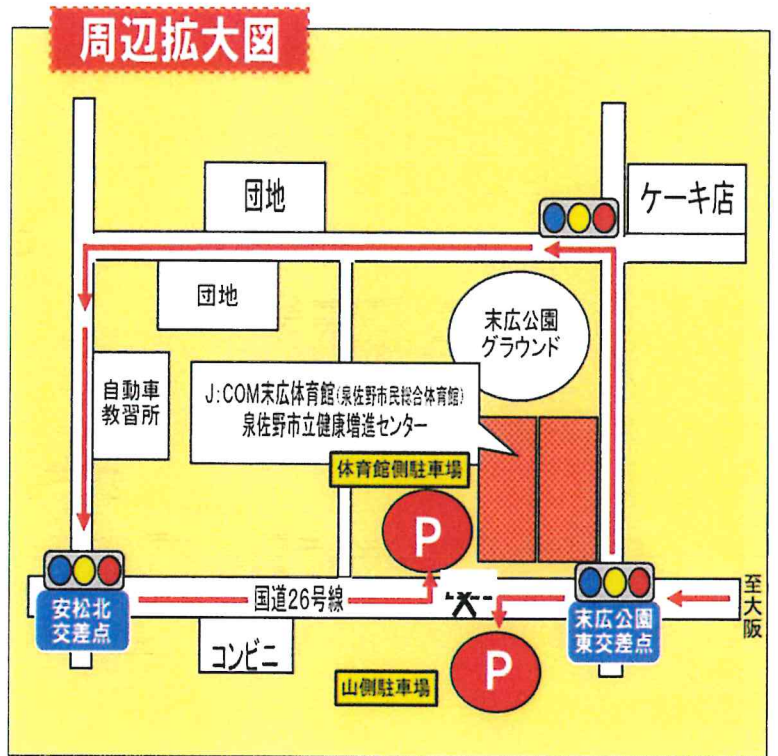 周辺拡大図
団地
ケーキ店
団地
末広公園
グラウンド
自動車
教習所
J:COM末広体育館(泉佐野市民総合体育館)
泉佐野市立健康増進センター
体育館側駐車場
P
安松北
交差点
国道26号線
末広公園
東交差点
至大阪
コンビニ
山側駐車場
P